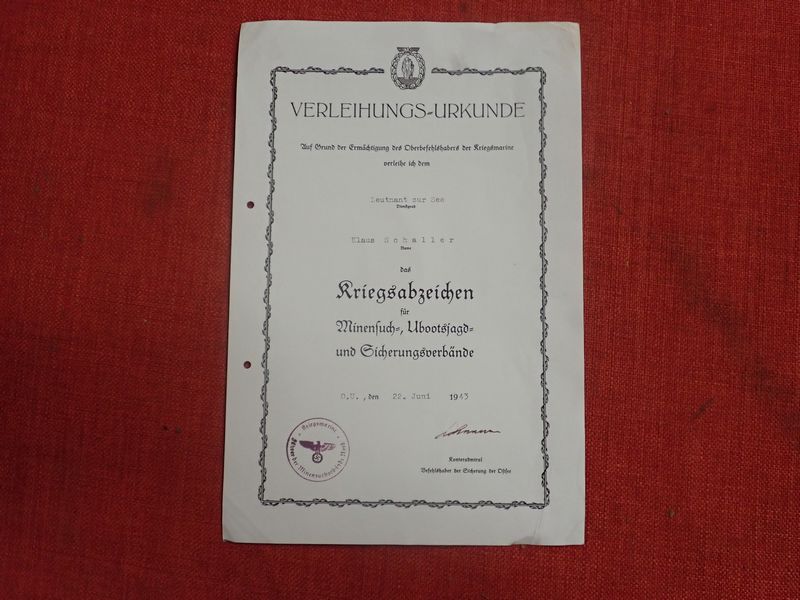 VERLEIHUNGS-URKUNDE
Auf Grund der Ermächtigung des Oberbefehlshabers der Kriegsmarine
verleihe ich dem
Leutnant zur See
Dienstgrad
Klaus Schaller
Name
das
Kriegsabzeichen
für
Minensuch-, Ubootsjagd-
und Sicherungsverbände
O.U., den 22. Juni 1943
Kriegsmarine
Konteradmiral
Befehlshaber der Sicherung der Ostsee